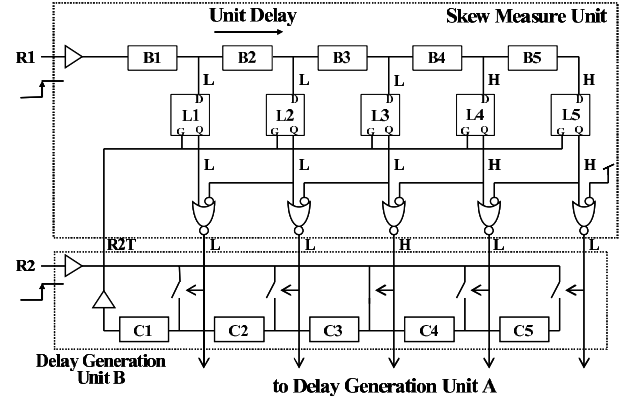 Unit Delay
Skew Measure Unit
R1
B1 B2 B3 B4 B5
L L L H H
D D D D D
L1 L2 L3 L4 L5
G Q G Q G Q G Q G Q
L L L H H
R2T
L L H L L
R2
C1 C2 C3 C4 C5
Delay Generation
Unit B
to Delay Generation Unit A